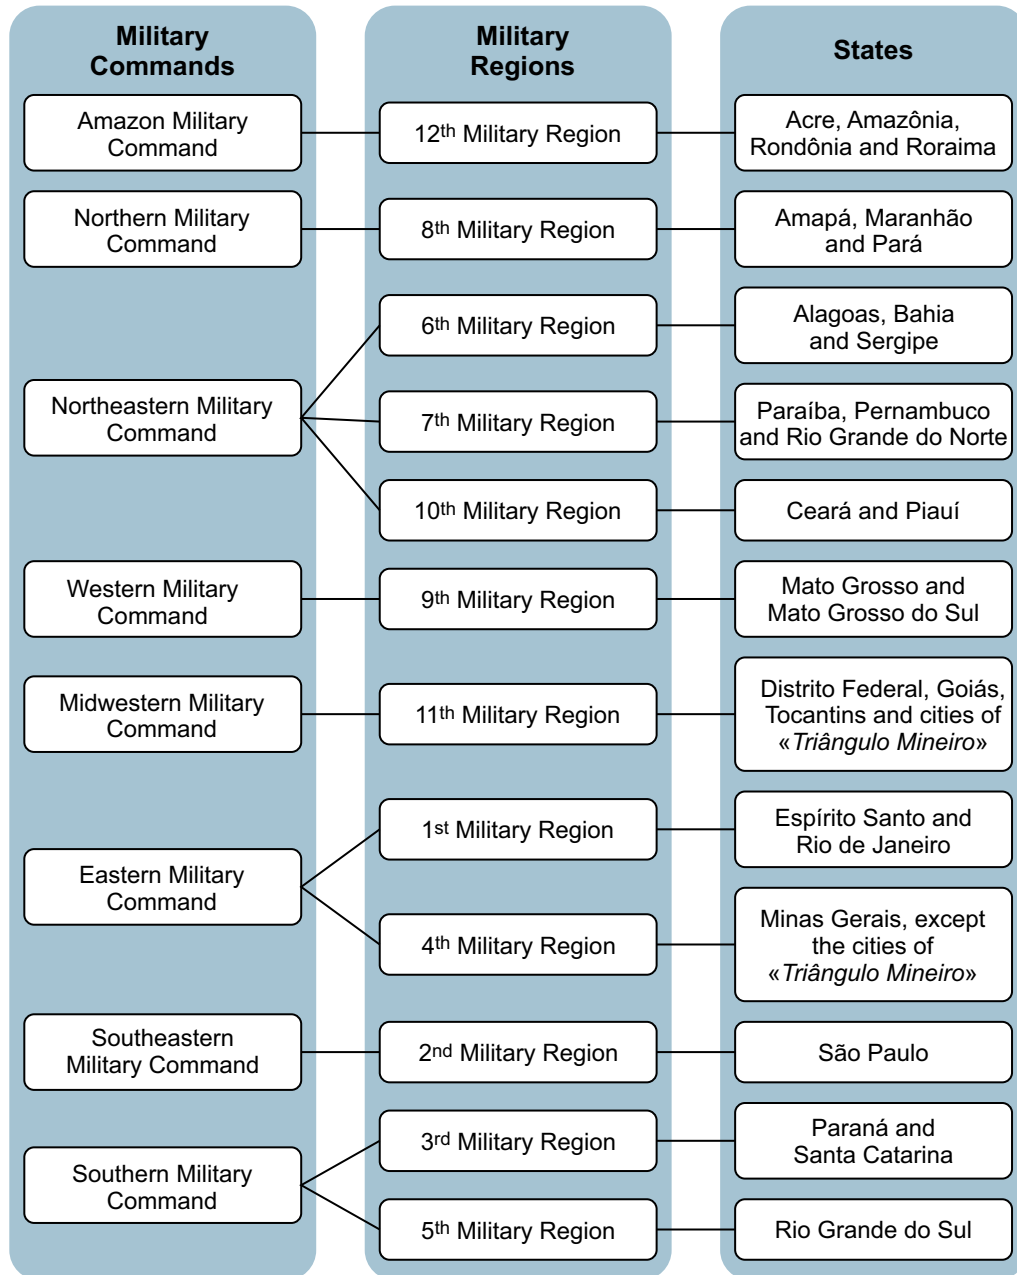 Military
Commands
Military
Regions
States
Amazon Military
Command
12th Military Region
Acre, Amazônia,
Rondônia and Roraima
Northern Military
Command
8th Military Region
Amapá, Maranhão
and Pará
Northeastern Military
Command
6th Military Region
Alagoas, Bahia
and Sergipe
7th Military Region
Paraíba, Pernambuco
and Rio Grande do Norte
10th Military Region
Ceará and Piauí
Western Military
Command
9th Military Region
Mato Grosso and
Mato Grosso do Sul
Midwestern Military
Command
11th Military Region
Distrito Federal, Goiás,
Tocantins and cities of
«Triângulo Mineiro»
Eastern Military
Command
1st Military Region
Espírito Santo and
Rio de Janeiro
4th Military Region
Minas Gerais, except
the cities of
«Triângulo Mineiro»
Southeastern
Military Command
2nd Military Region
São Paulo
Southern Military
Command
3rd Military Region
Paraná and
Santa Catarina
5th Military Region
Rio Grande do Sul